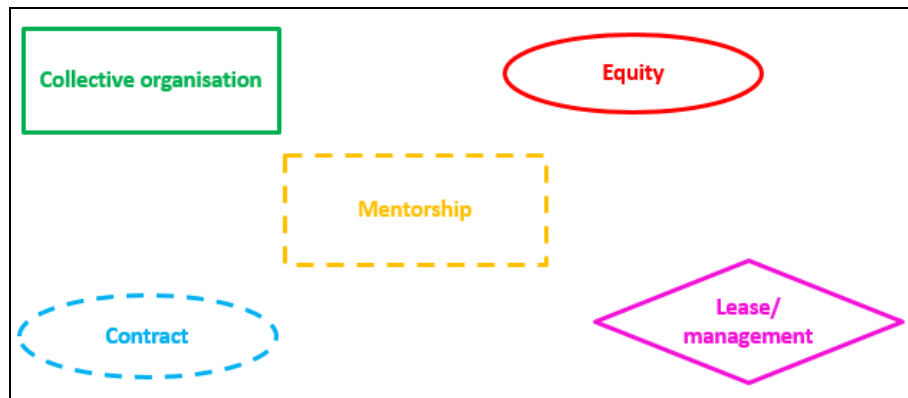 Collective organisation
Equity
Mentorship
Contract
Lease/
management